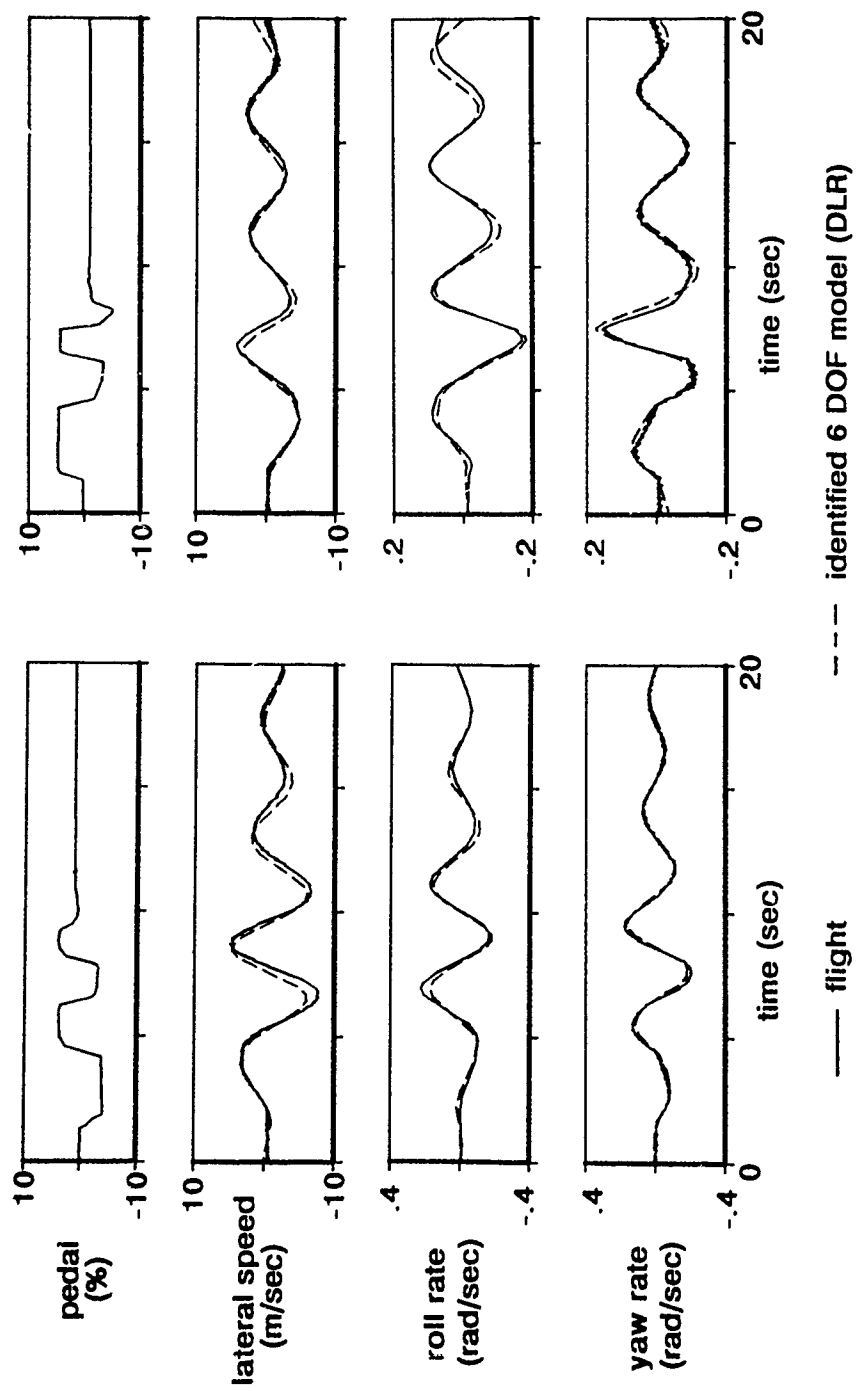 pedal
(%)
10
-10
10
-10
lateral speed
(m/sec)
10
-10
10
-10
roll rate
(rad/sec)
.4
-.4
.2
-.2
yaw rate
(rad/sec)
.4
-.4
.2
-.2
0
time (sec)
20
0
time (sec)
20
flight
identified 6 DOF model (DLR)